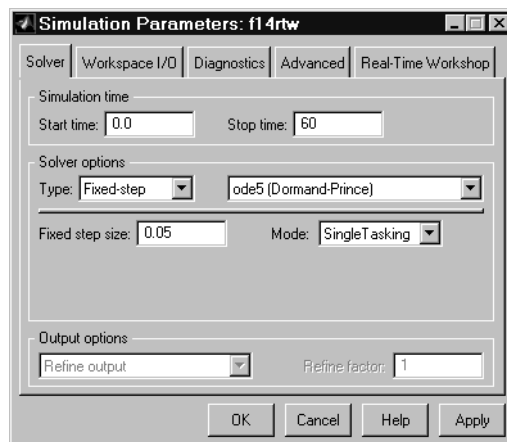 Simulation Parameters: f14rtw
Solver Workspace I/O Diagnostics Advanced Real-Time Workshop
Simulation time
Start time: 0.0 Stop time: 60
Solver options
Type: Fixed-step ode5 (Dormand-Prince)
Fixed step size: 0.05 Mode: SingleTasking
Output options
Refine output Refine factor: 1
OK Cancel Help Apply